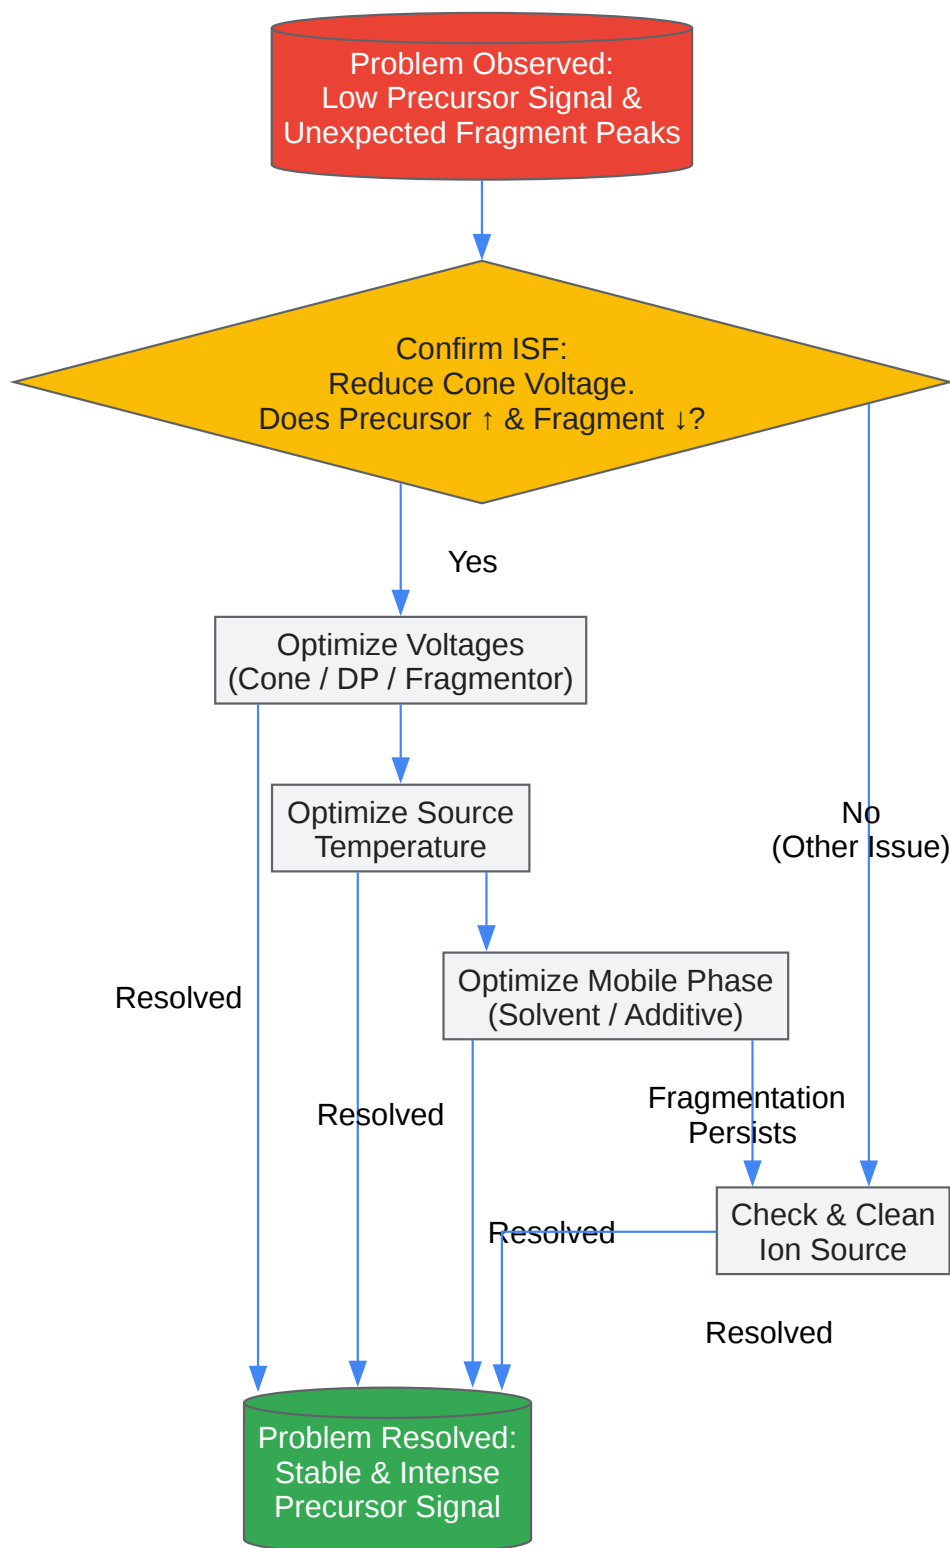 Problem Observed:
Low Precursor Signal &
Unexpected Fragment Peaks
Confirm ISF:
Reduce Cone Voltage.
Does Precursor ↑ & Fragment ↓?
Yes
Optimize Voltages
(Cone / DP / Fragmentor)
Optimize Source
Temperature
No
(Other Issue)
Optimize Mobile Phase
(Solvent / Additive)
Resolved
Resolved
Fragmentation
Persists
Check & Clean
Ion Source
Resolved
Resolved
Problem Resolved:
Stable & Intense
Precursor Signal